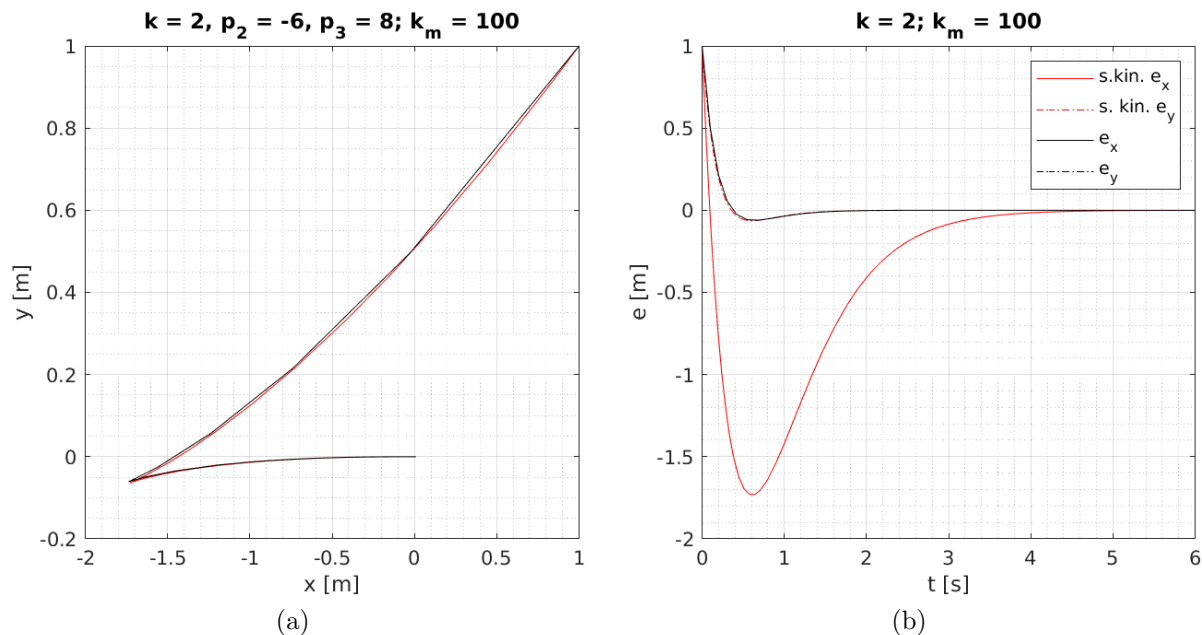 k = 2, p2 = -6, p3 = 8; km = 100
1
0.8
0.6
0.4
0.2
0
-0.2
y [m]
-2
-1.5
-1
-0.5
0
0.5
1
x [m]
(a)
k = 2; km = 100
1
0.5
0
-0.5
-1
-1.5
-2
e [m]
s.kin. ex
s. kin. ey
ex
ey
0
1
2
3
4
5
6
t [s]
(b)